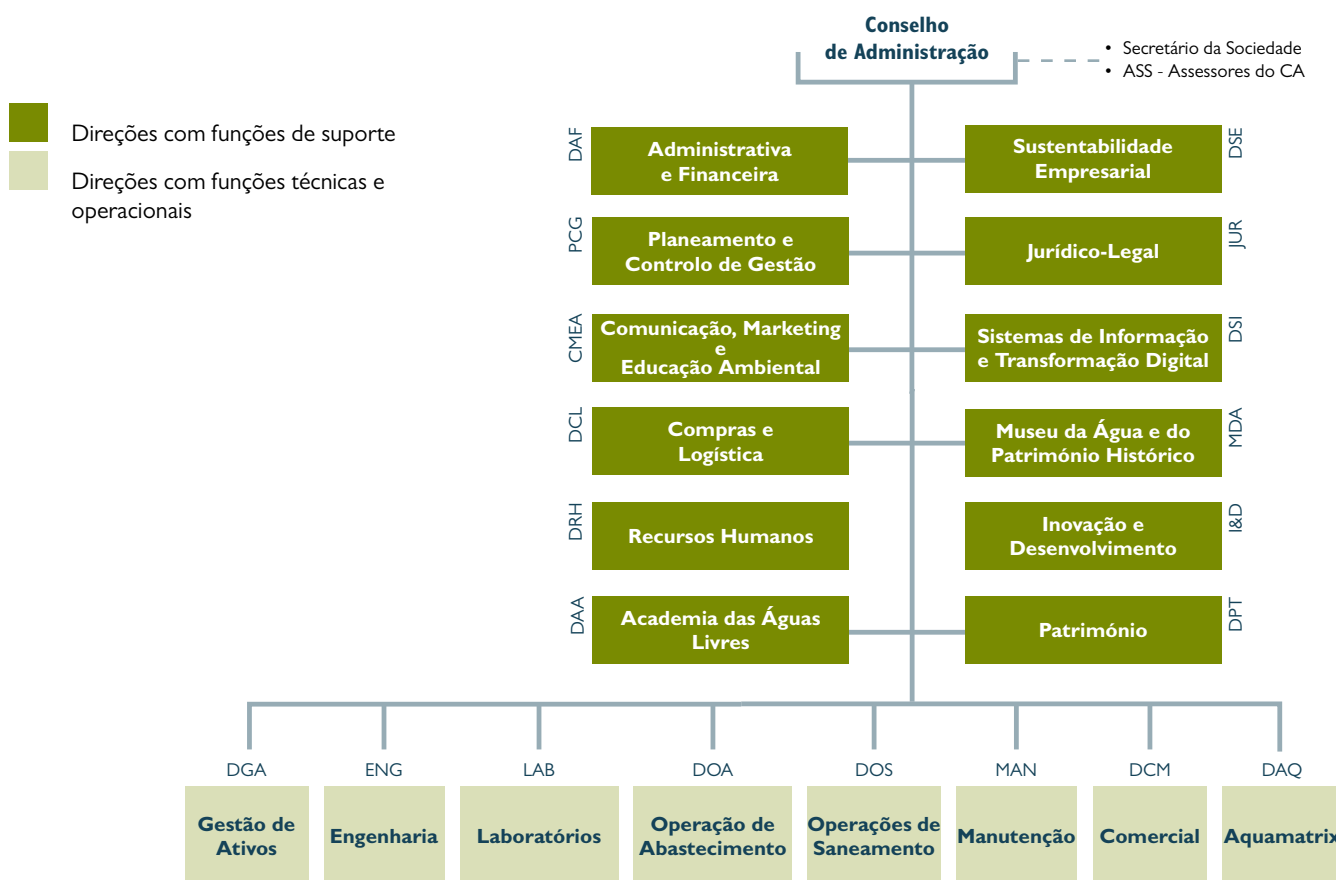 Conselho
de Administração
• Secretário da Sociedade
• ASS - Assessores do CA
Direções com funções de suporte
Direções com funções técnicas e
operacionais
DAF
Administrativa
e Financeira
Sustentabilidade
Empresarial
DSE
PCG
Planeamento e
Controlo de Gestão
Jurídico-Legal
JUR
CMEA
Comunicação, Marketing
e
Educação Ambiental
Sistemas de Informação
e Transformação Digital
DSI
DCL
Compras e
Logística
Museu da Água e do
Património Histórico
MDA
DRH
Recursos Humanos
Inovação e
Desenvolvimento
I&D
DAA
Academia das Águas
Livres
Património
DPT
DGA
ENG
LAB
DOA
DOS
MAN
DCM
DAQ
Gestão de
Ativos
Engenharia
Laboratórios
Operação de
Abastecimento
Operações de
Saneamento
Manutenção
Comercial
Aquamatrix